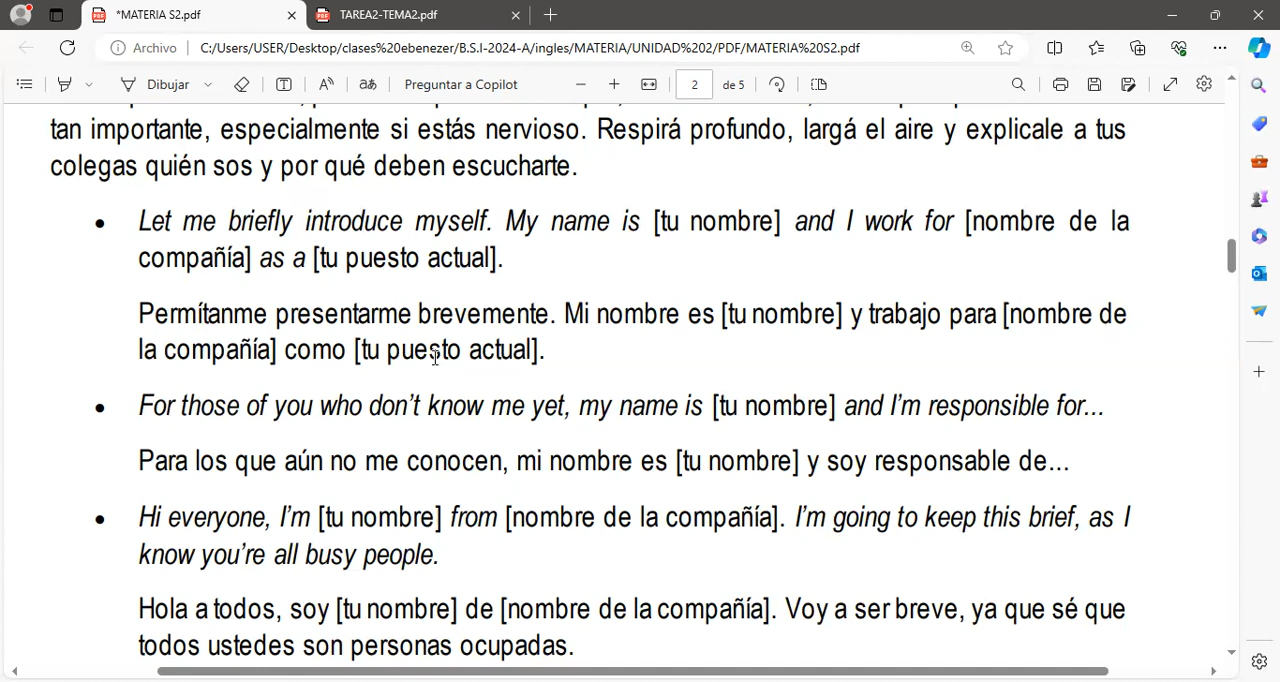 *MATERIA S2.pdf
TAREA2-TEMA2.pdf
Archivo
C:/Users/USER/Desktop/clases%20ebenezer/B.S.I-2024-A/ingles/MATERIA/UNIDAD%202/PDF/MATERIA%20S2.pdf
Dibujar
Preguntar a Copilot
2
de 5
tan importante, especialmente si estás nervioso. Respirá profundo, largá el aire y explicale a tus
colegas quién sos y por qué deben escucharte.
• Let me briefly introduce myself. My name is [tu nombre] and I work for [nombre de la
compañía] as a [tu puesto actual].
Permítanme presentarme brevemente. Mi nombre es [tu nombre] y trabajo para [nombre de
la compañía] como [tu puesto actual].
• For those of you who don’t know me yet, my name is [tu nombre] and I’m responsible for...
Para los que aún no me conocen, mi nombre es [tu nombre] y soy responsable de...
• Hi everyone, I’m [tu nombre] from [nombre de la compañía]. I’m going to keep this brief, as I
know you’re all busy people.
Hola a todos, soy [tu nombre] de [nombre de la compañía]. Voy a ser breve, ya que sé que
todos ustedes son personas ocupadas.